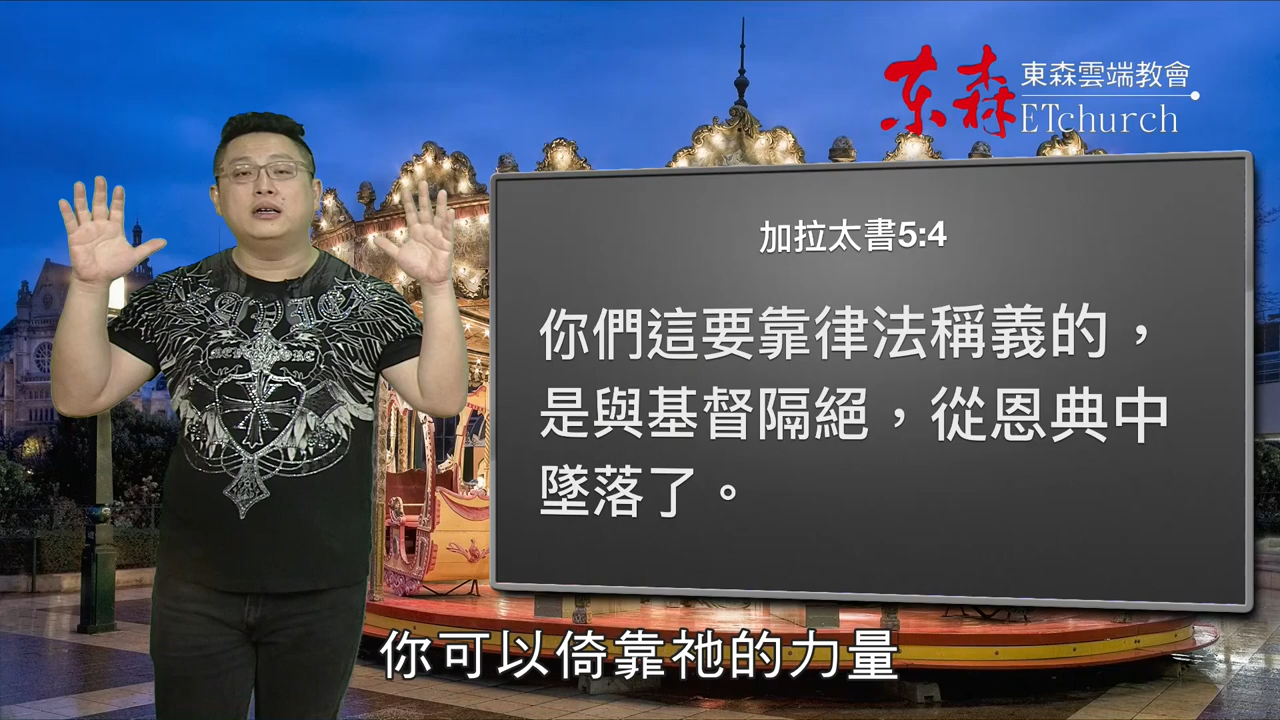 东森
東森雲端教會
ETchurch
加拉太書5:4
你們這要靠律法稱義的，
是與基督隔絕，從恩典中
墜落了。
你可以倚靠祂的力量